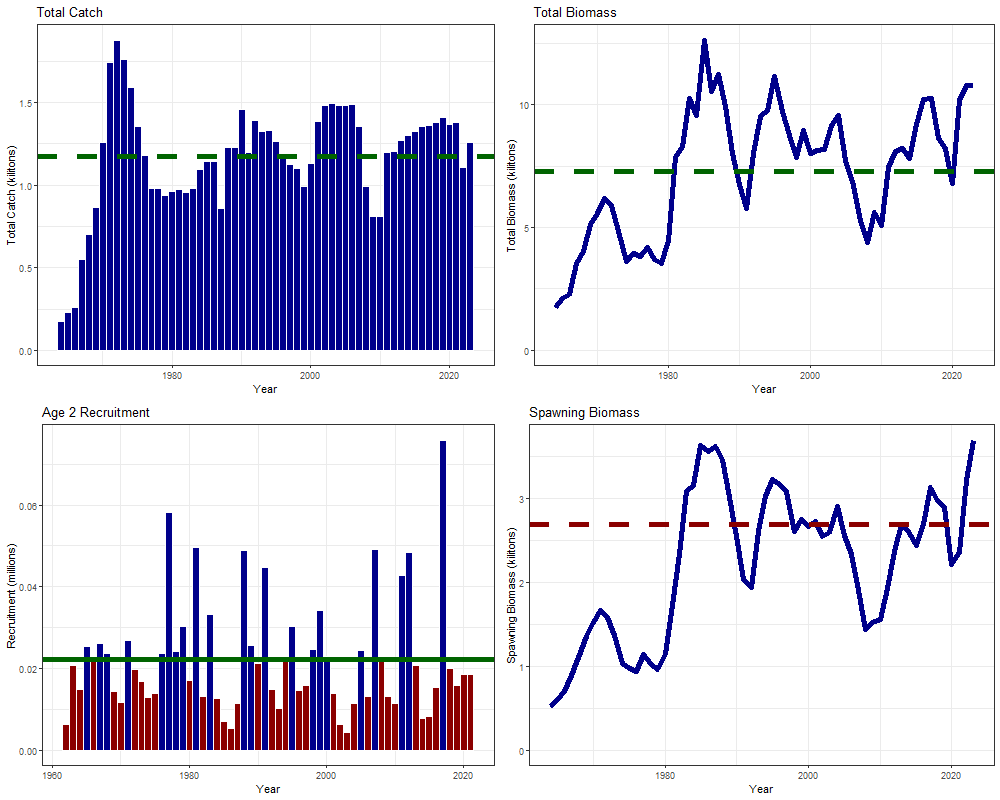 Total Catch
Total Catch (kilitons)
1.5
1.0
0.5
0.0
1980
2000
2020
Year
Total Biomass
Total Biomass (kilitons)
10
5
0
1980
2000
2020
Year
Age 2 Recruitment
Recruitment (millions)
0.06
0.04
0.02
0.00
1960
1980
2000
2020
Year
Spawning Biomass
Spawning Biomass (kilitons)
3
2
1
0
1980
2000
2020
Year